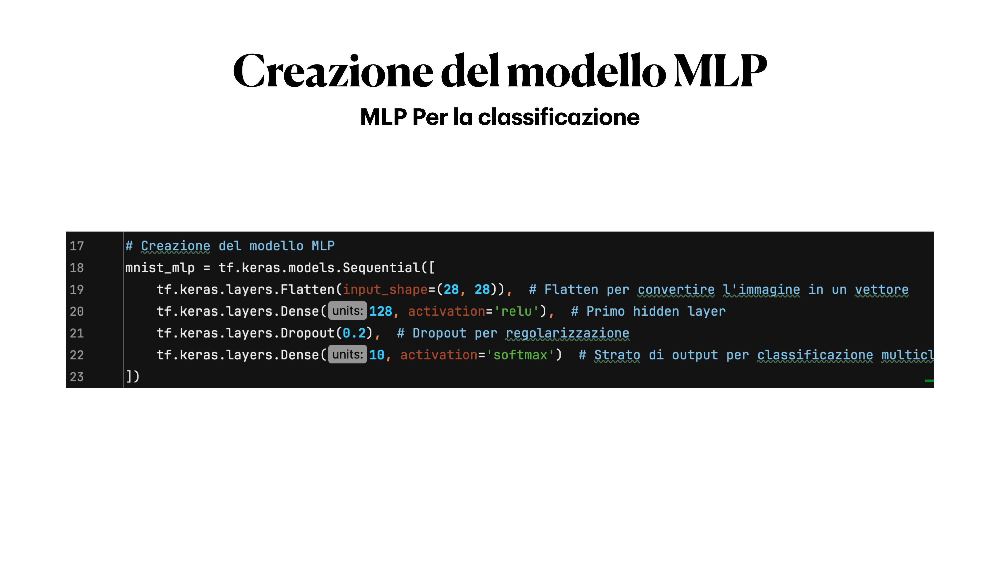 Creazione del modello MLP
MLP Per la classificazione
17 # Creazione del modello MLP
18 mnist_mlp = tf.keras.models.Sequential([
19 tf.keras.layers.Flatten(input_shape=(28, 28)), # Flatten per convertire l'immagine in un vettore
20 tf.keras.layers.Dense(units: 128, activation='relu'), # Primo hidden layer
21 tf.keras.layers.Dropout(0.2), # Dropout per regolarizzazione
22 tf.keras.layers.Dense(units: 10, activation='softmax') # Strato di output per classificazione multicl
23 ])